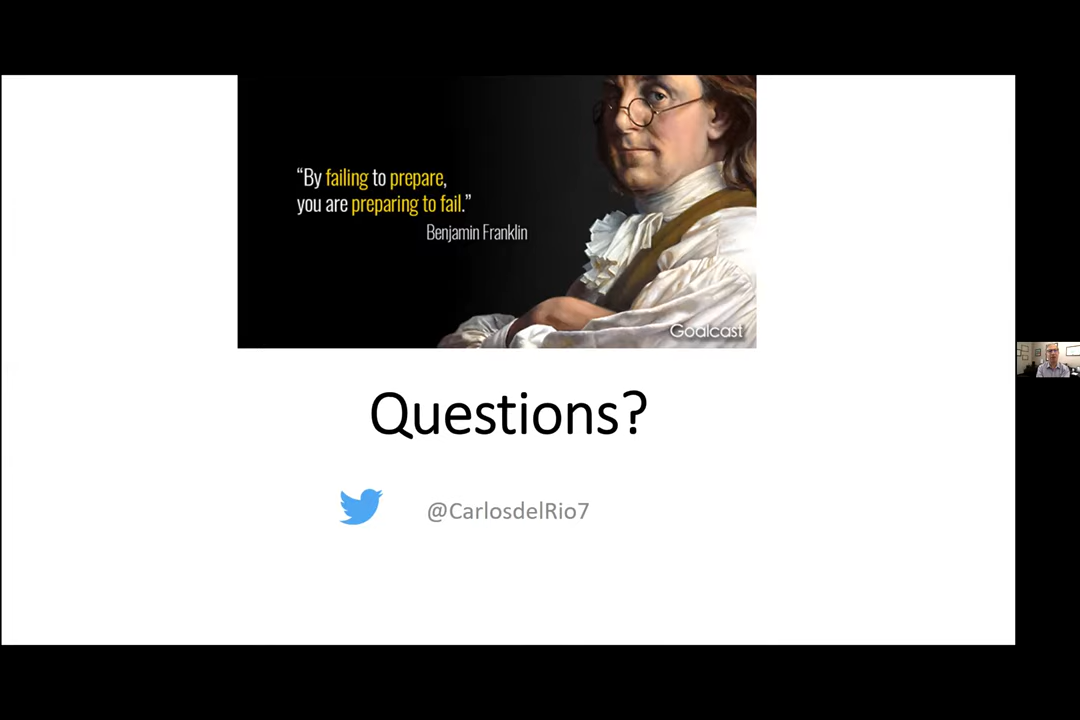 “By failing to prepare,
you are preparing to fail.”
Benjamin Franklin
Goalcast
Questions?
@CarlosdelRio7